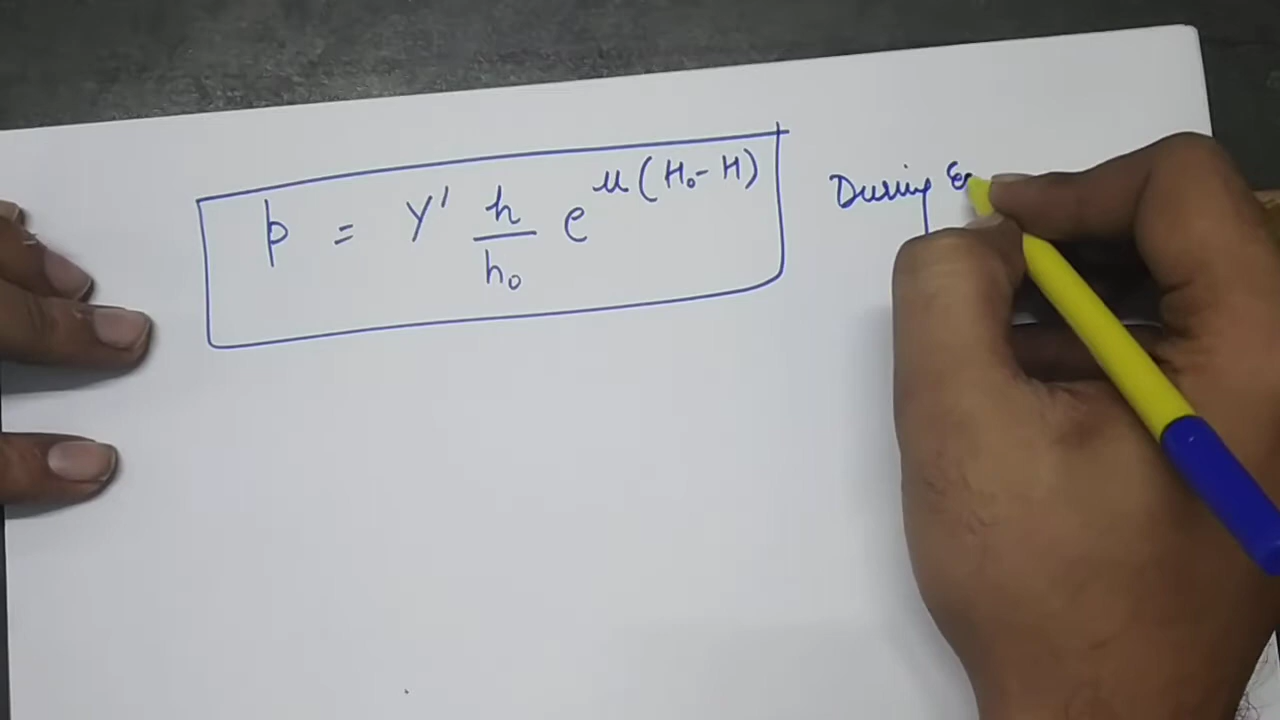 p = Y' h/h₀ e^μ(H₀-H)
During E